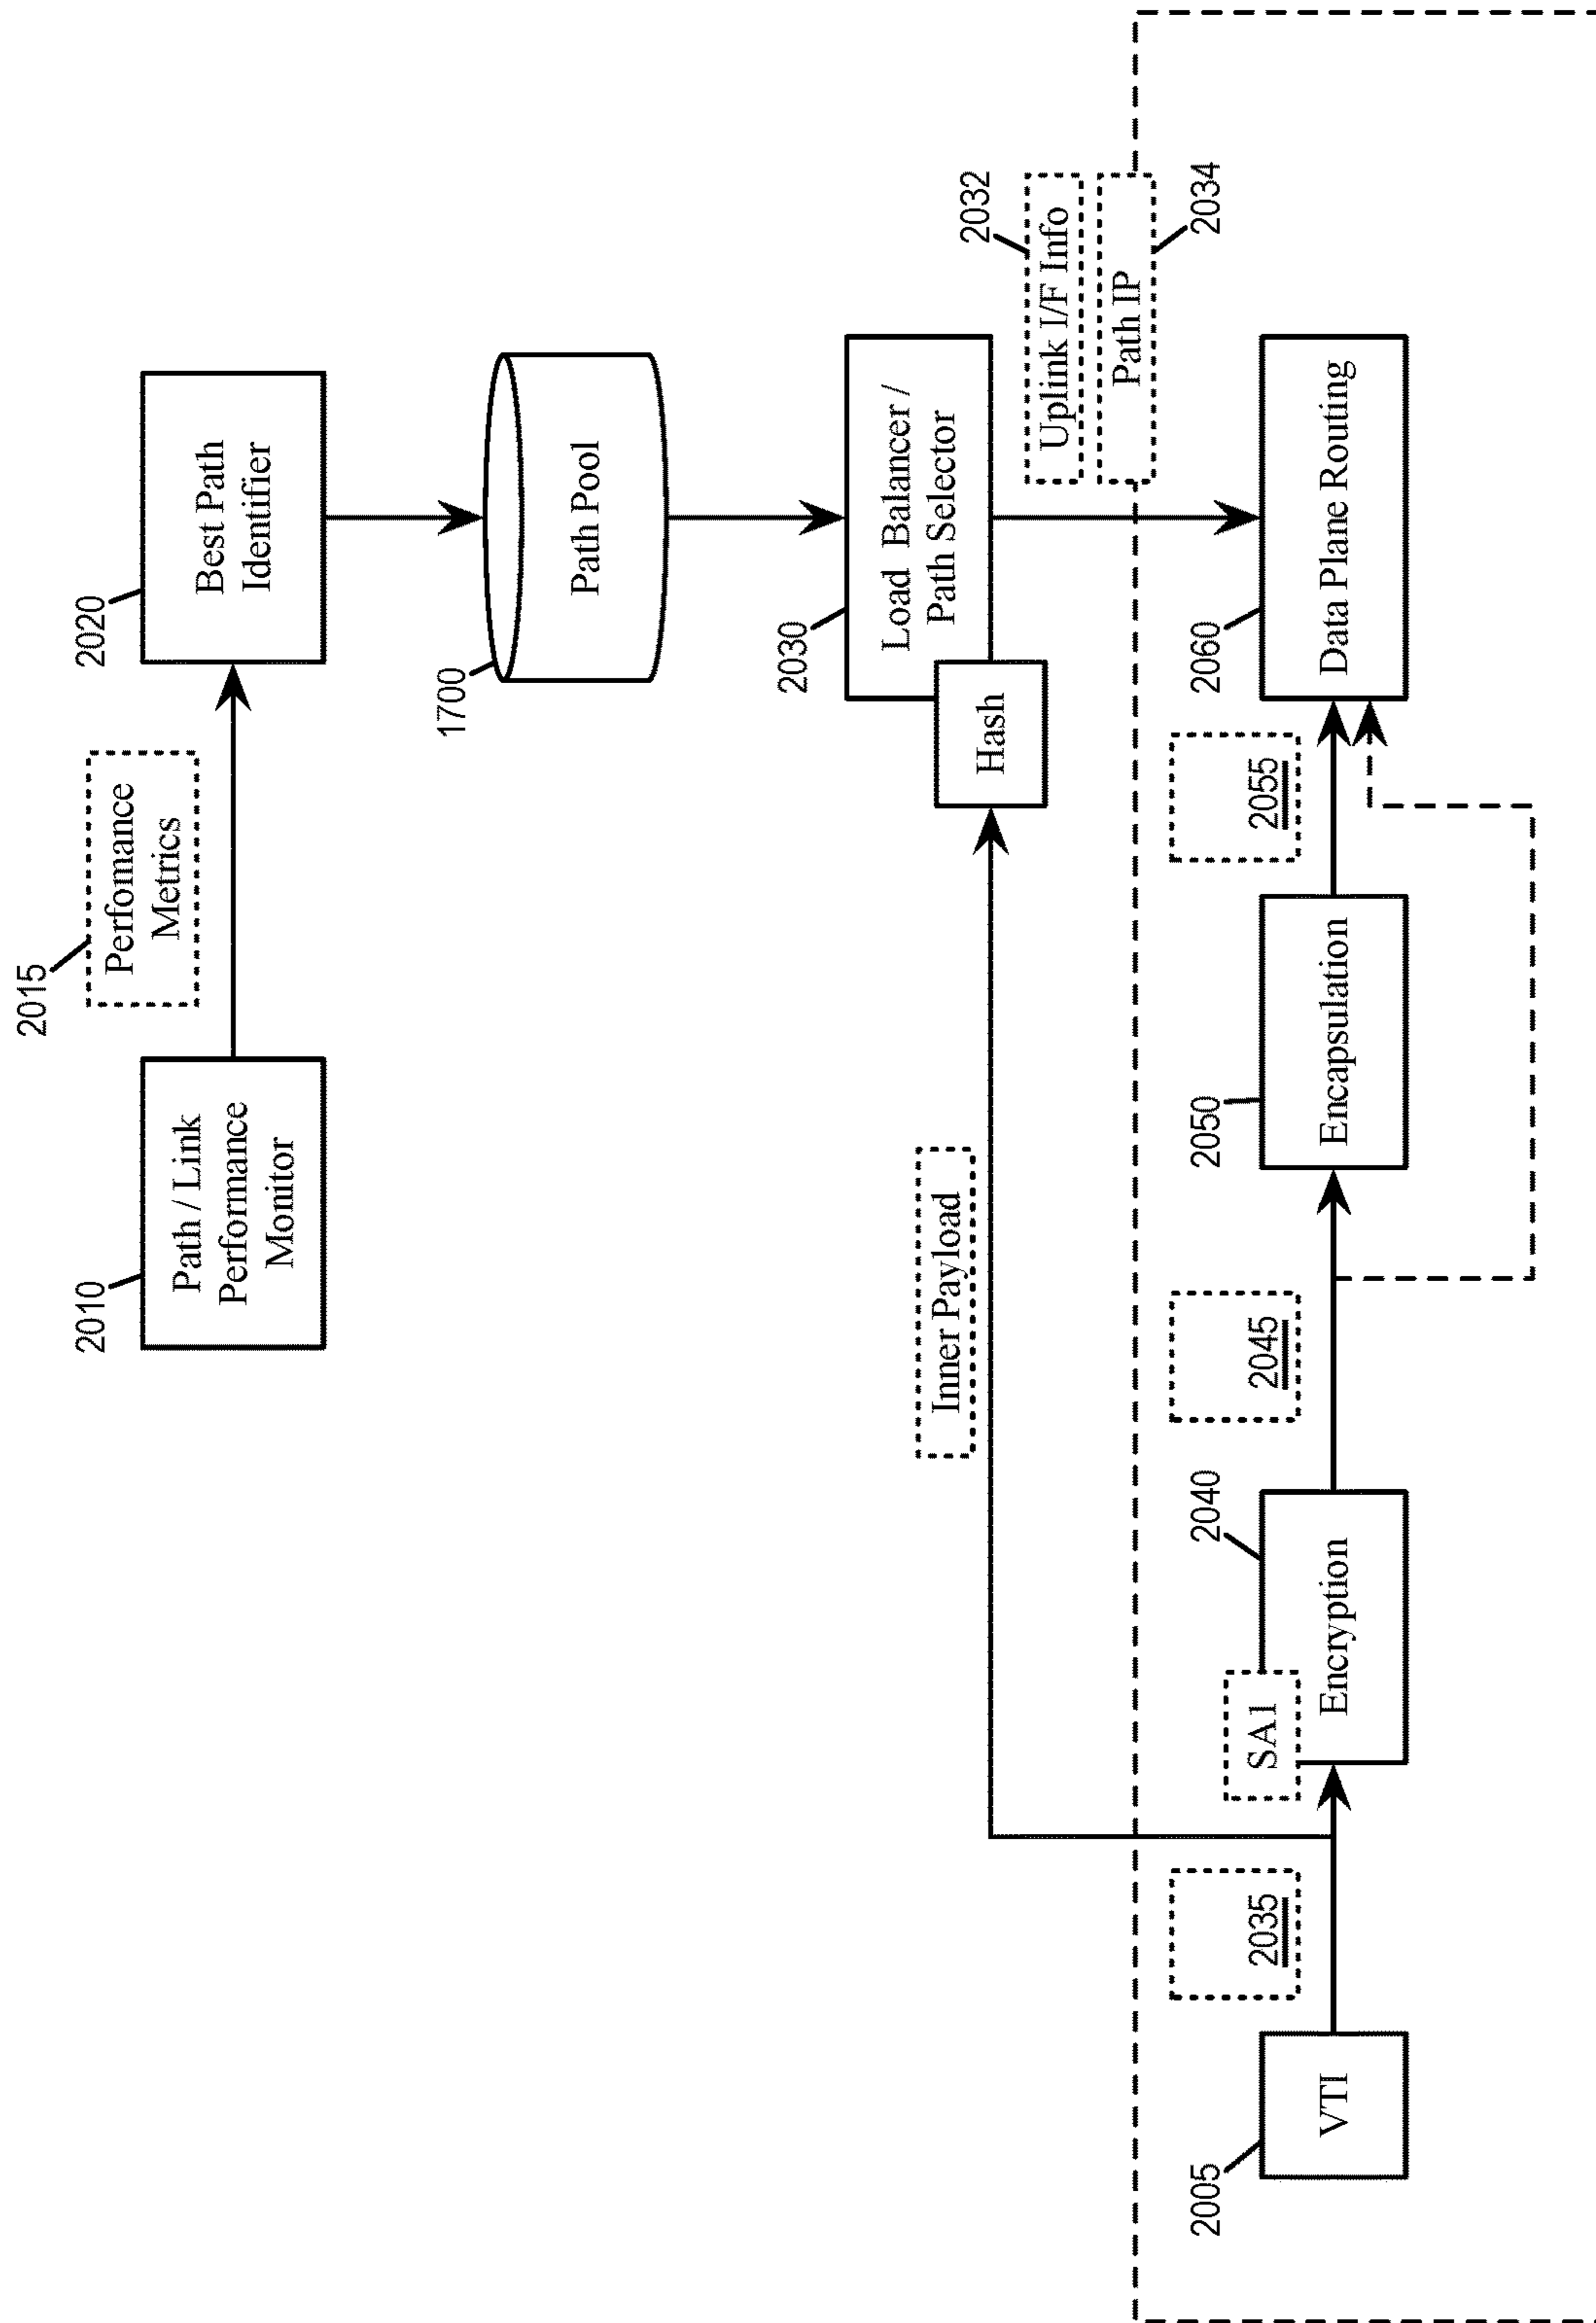 2010
Path / Link
Performance
Monitor
2015
Perfomance
Metrics
2020
Best Path
Identifier
1700
Path Pool
2030
Load Balancer /
Path Selector
Hash
Inner Payload
2032
Uplink I/F Info
Path IP
2034
2005
VTI
2035
SA1
2040
Encryption
2045
2050
Encapsulation
2055
2060
Data Plane Routing